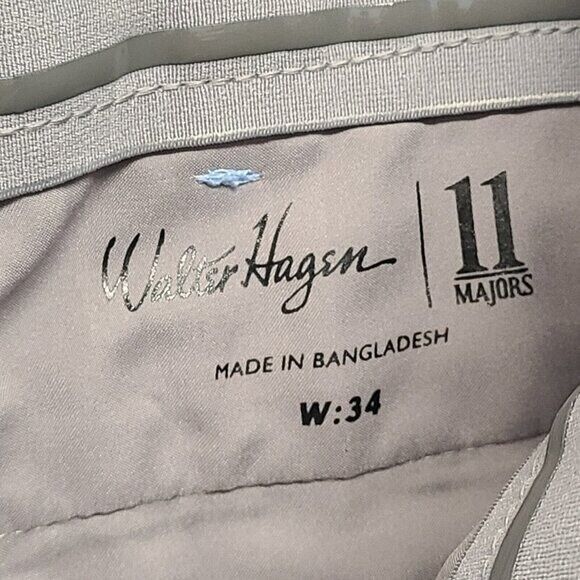 Walter Hagen
11
MAJORS
MADE IN BANGLADESH
W:34